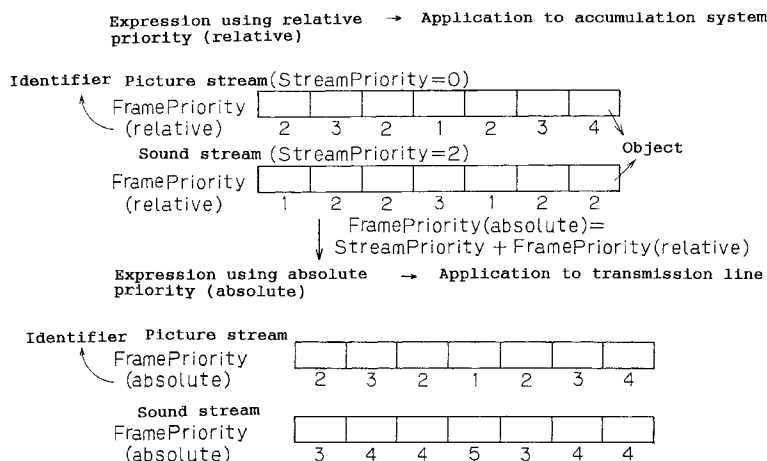 Expression using relative → Application to accumulation system
priority (relative)
Identifier Picture stream(StreamPriority=0)
FramePriority
(relative) 2 3 2 1 2 3 4
Object
Sound stream (StreamPriority=2)
FramePriority
(relative) 1 2 2 3 1 2 2
FramePriority(absolute)=
StreamPriority + FramePriority(relative)
Expression using absolute → Application to transmission line
priority (absolute)
Identifier Picture stream
FramePriority
(absolute) 2 3 2 1 2 3 4
Sound stream
FramePriority
(absolute) 3 4 4 5 3 4 4